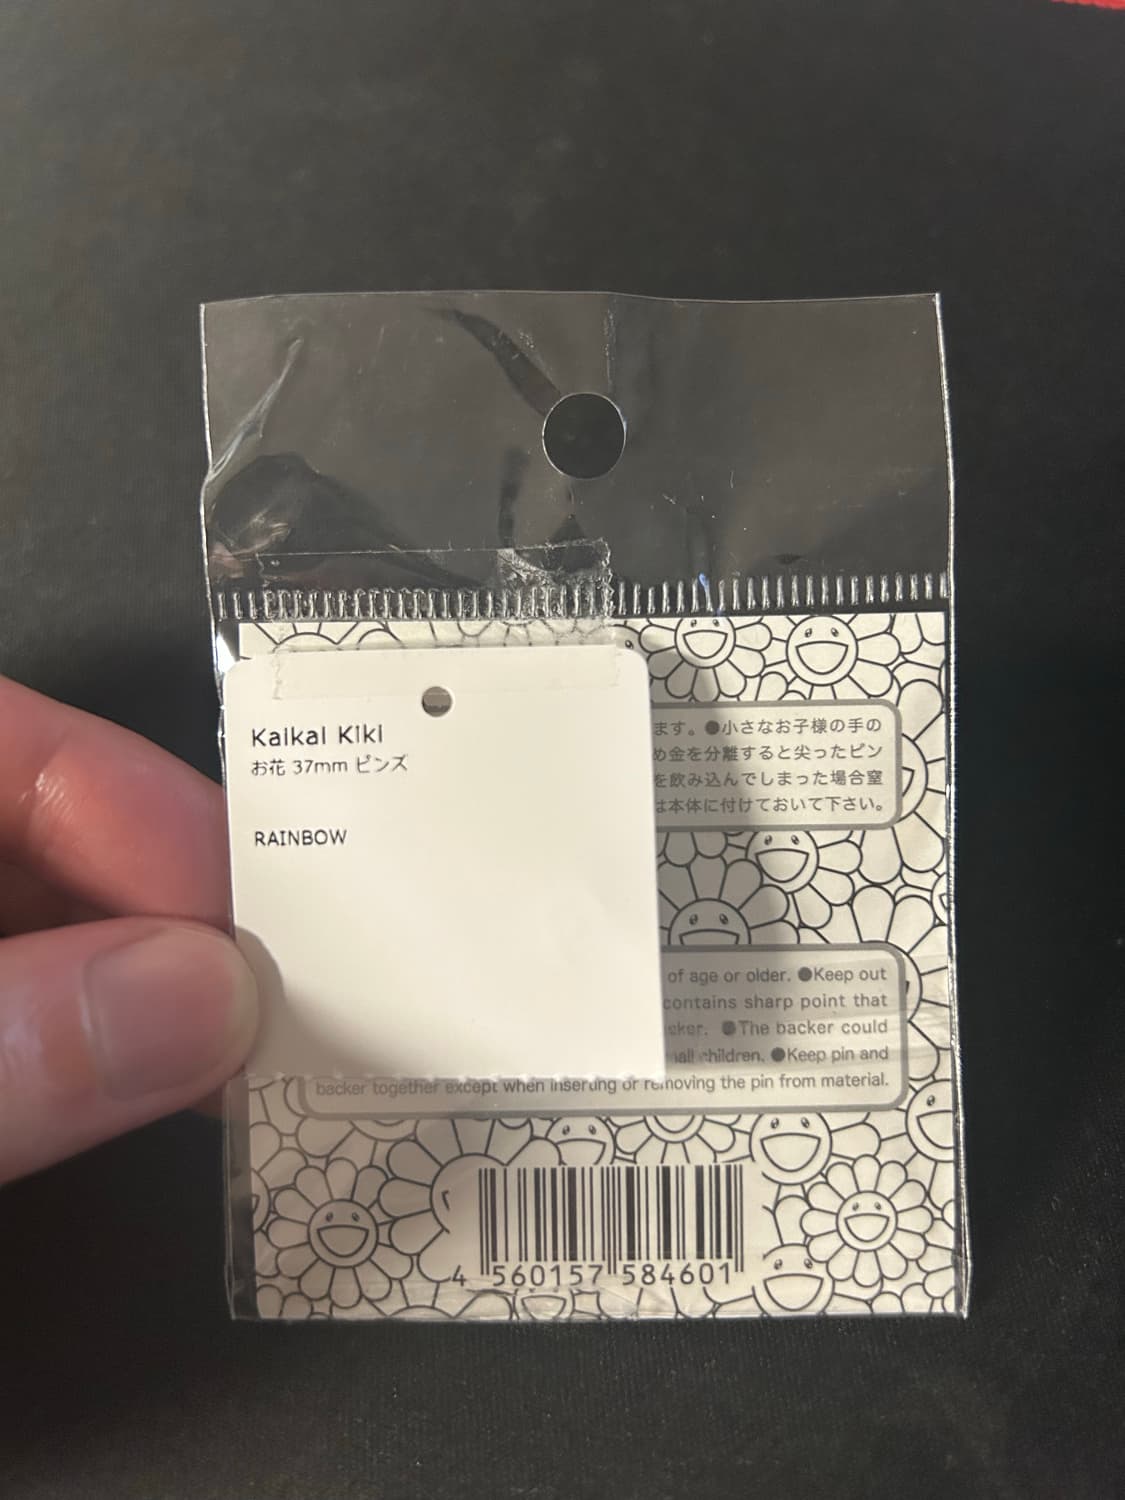 Kaikai Kiki
お花 37mm ピンズ
RAINBOW
ます。●小さなお子様の手の
め金を分離すると尖ったピン
を飲み込んでしまった場合窒
は本体に付けておいて下さい。
of age or older. ●Keep out
contains sharp point that
●The backer could
children. ●Keep pin and
backer together except when inserting or removing the pin from material.
4 560157 584601